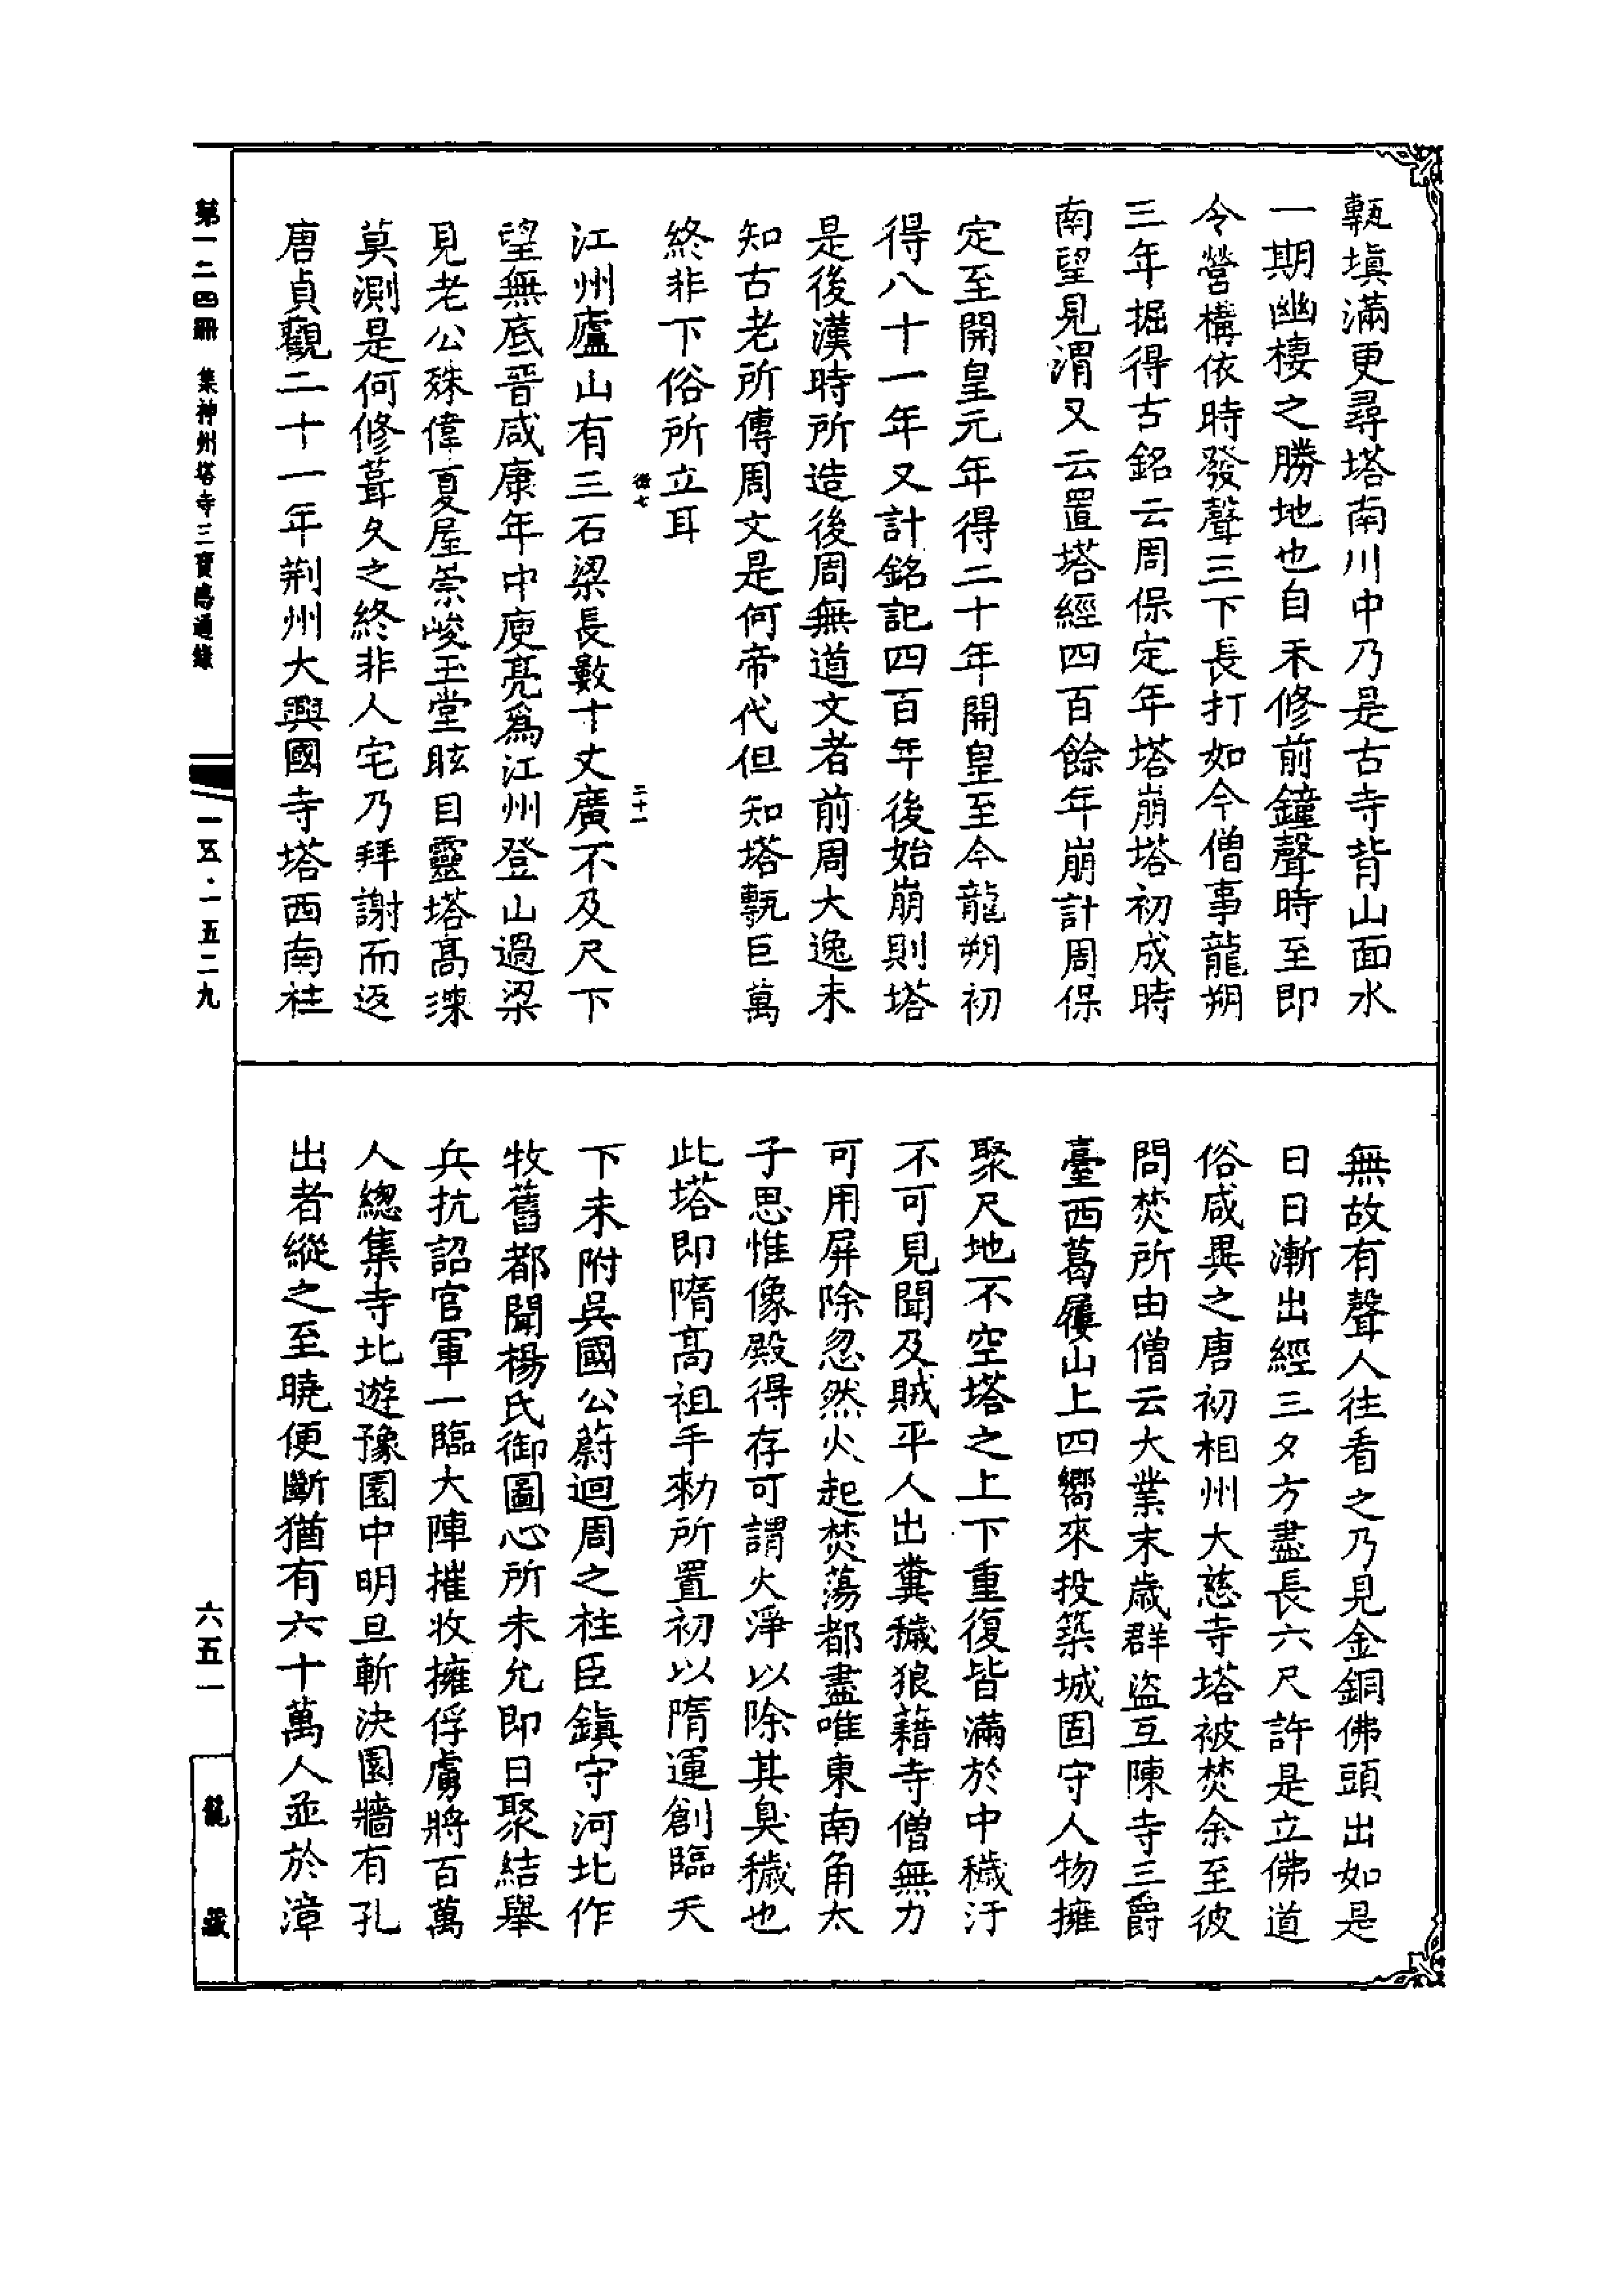 甎填滿更尋塔南川中乃是古寺背山面水
一期幽棲之勝地也自未修前鐘聲時至即
令營構依時發聲三下長打如今僧事龍朔
三年掘得古銘云周保定年塔崩塔初成時
南望見渭又云置塔經四百餘年崩計周保
定至開皇元年得二十年開皇至今龍朔初
得八十一年又計銘記四百年後始崩則塔
是後漢時所造後周無道文者前周大逸未
知古老所傳周文是何帝代但知塔甎巨萬
終非下俗所立耳
二十一
江州廬山有三石梁長數十丈廣不及尺下
望無底晉咸康年中庾亮爲江州登山過梁
見老公殊偉夏屋崇峻玉堂眩目靈塔高竦
莫測是何修葺久之終非人宅乃拜謝而返
唐貞觀二十一年荊州大興國寺塔西南柱
無故有聲人往看之乃見金銅佛頭出如是
日日漸出經三夕方盡長六尺許是立佛道
俗咸異之唐初相州大慈寺塔被焚余至彼
問焚所由僧云大業末歲群盜互陳寺三爵
臺西葛屨山上四嚮來投築城固守人物擁
聚尺地不空塔之上下重復皆滿於中穢汙
不可見聞及賊平人出糞穢狼藉寺僧無力
可用屏除忽然火起焚蕩都盡唯東南角太
子思惟像殿得存可謂火淨以除其臭穢也
此塔即隋高祖手勑所置初以隋運創臨天
下未附吳國公蔚迴周之柱臣鎮守河北作
牧舊都聞楊氏御圖心所未允即日聚結舉
兵抗詔官軍一臨大陣摧收擁俘虜將百萬
人總集寺北遊豫園中明旦斬決園牆有孔
出者縱之至曉便斷猶有六十萬人並於漳
第一二四冊 集神州塔寺三寶感通錄
一五·一五二九
六五一
龍藏